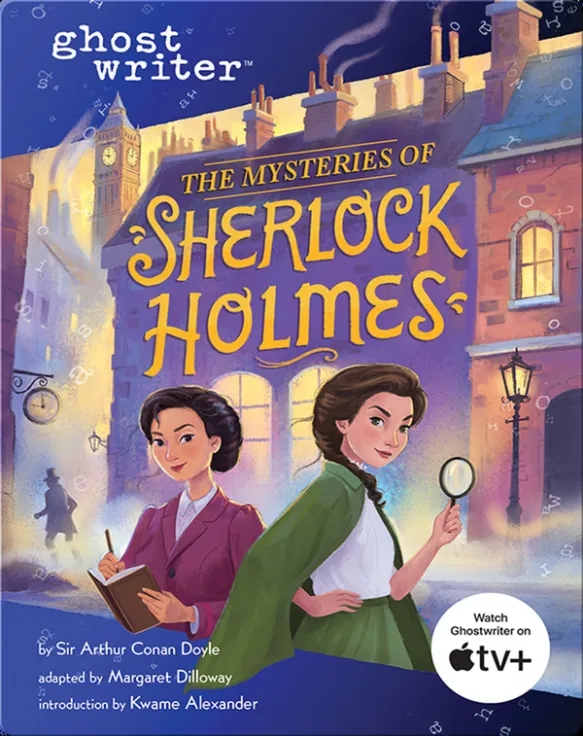 ghost
writer™
THE MYSTERIES OF
SHERLOCK
HOLMES
by Sir Arthur Conan Doyle
adapted by Margaret Dilloway
introduction by Kwame Alexander
Watch
Ghostwriter on
tv+